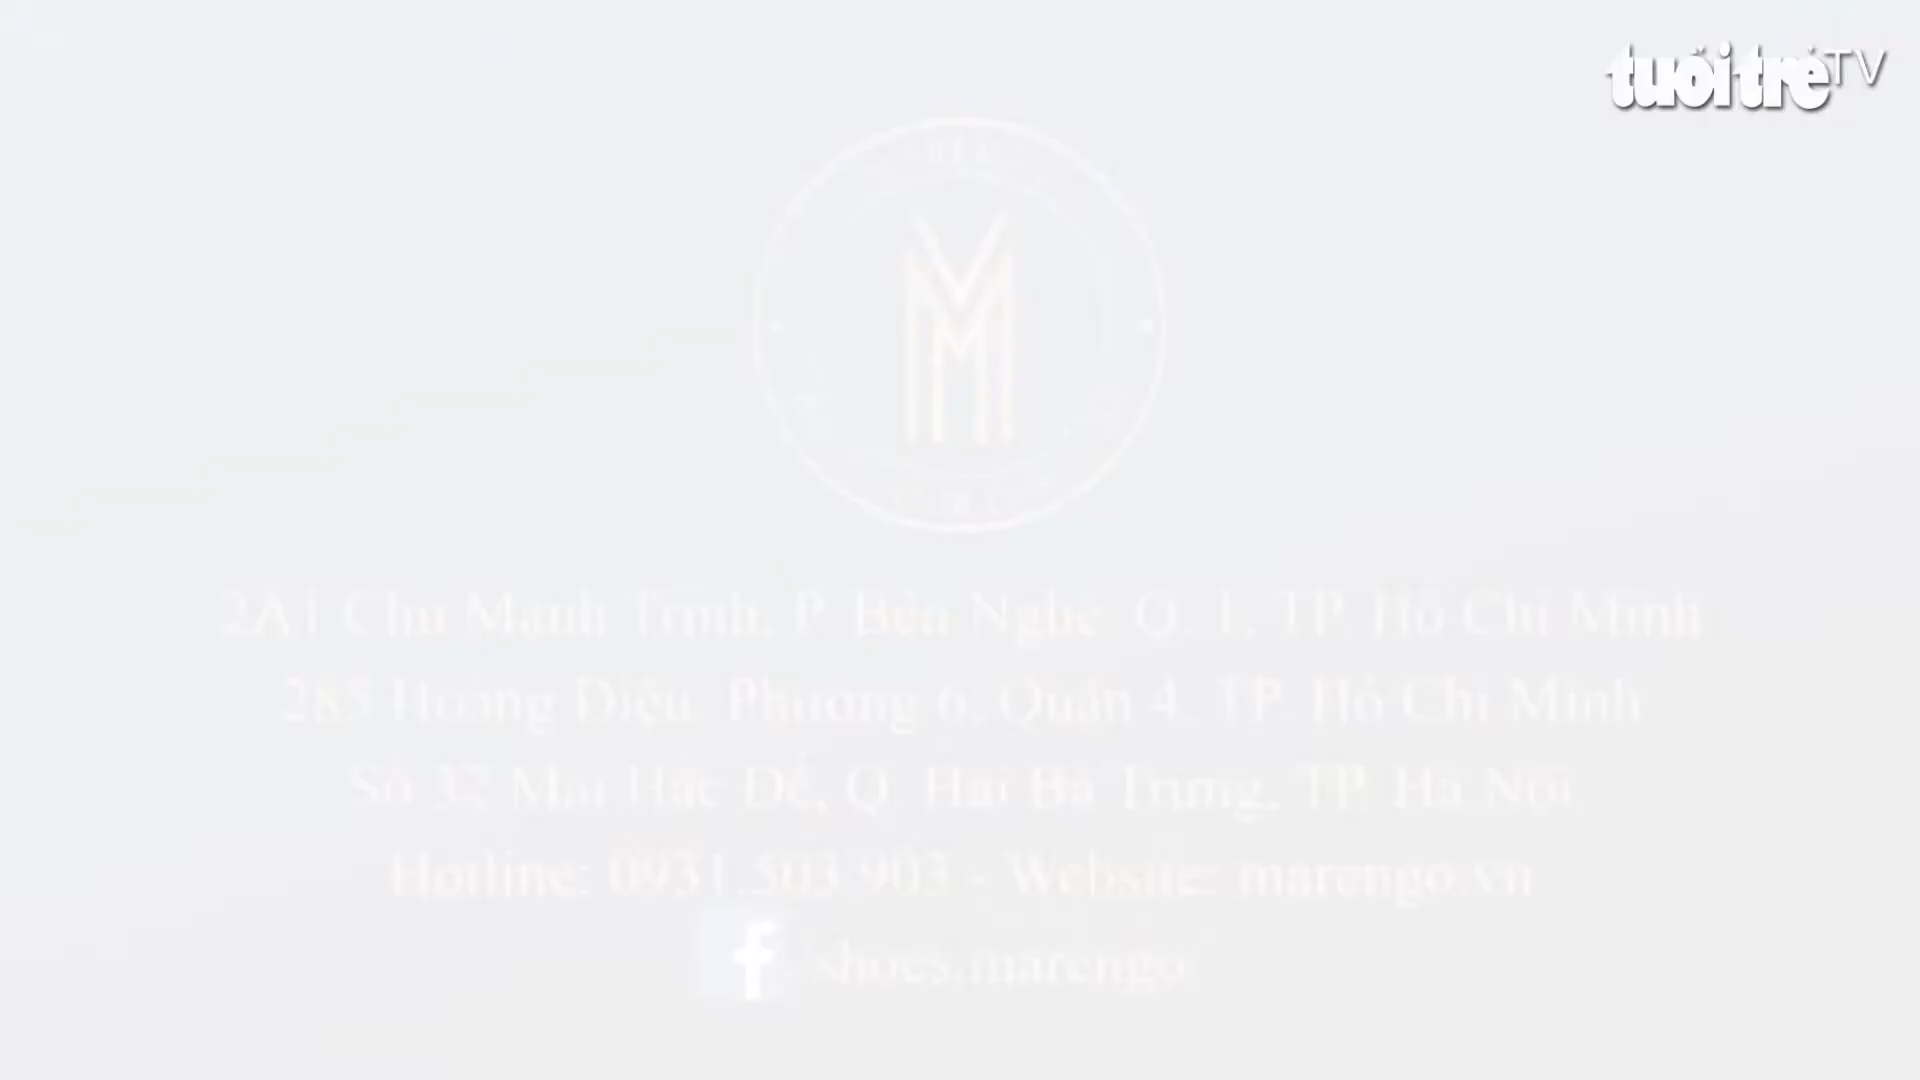 tuổi trẻ TV
M
2A1 Chu Mạnh Trinh, P. Bến Nghé, Q. 1, TP. Hồ Chí Minh
285 Hoàng Diệu, Phường 6, Quận 4, TP. Hồ Chí Minh
Số 32 Mai Hắc Đế, Q. Hai Bà Trưng, TP. Hà Nội
Hotline: 0931.503.903 - Website: marengo.vn
f /shoes.marengo